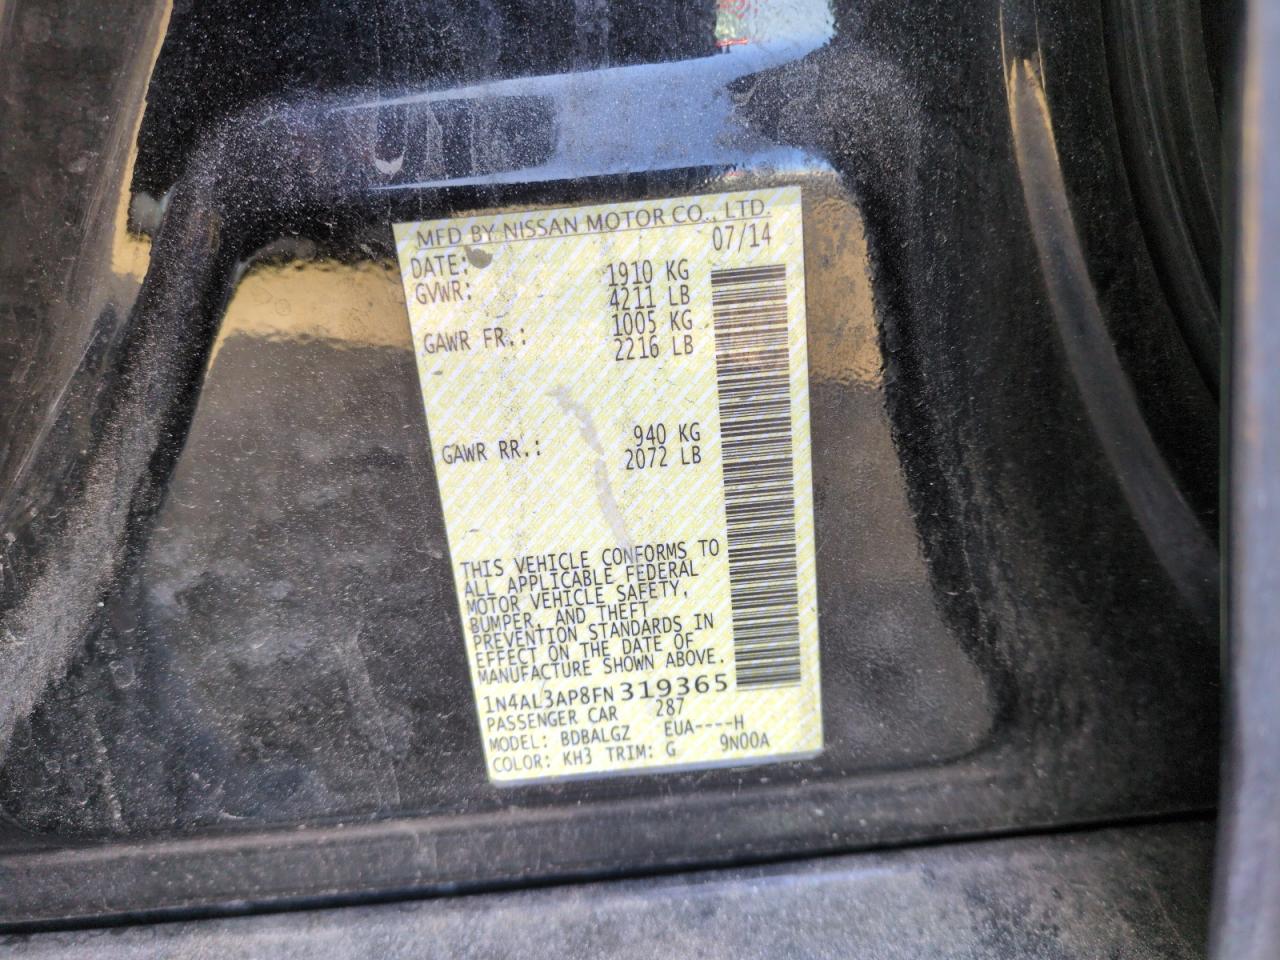 MFD BY NISSAN MOTOR CO., LTD.
DATE: 07/14
GVWR: 1910 KG
4211 LB
GAWR FR.: 1005 KG
2216 LB
GAWR RR.: 940 KG
2072 LB
THIS VEHICLE CONFORMS TO
ALL APPLICABLE FEDERAL
MOTOR VEHICLE SAFETY,
BUMPER, AND THEFT
PREVENTION STANDARDS IN
EFFECT ON THE DATE OF
MANUFACTURE SHOWN ABOVE.
1N4AL3AP8FN319365
PASSENGER CAR 287
MODEL: BDBALGZ EUA----H
COLOR: KH3 TRIM: G 9N00A